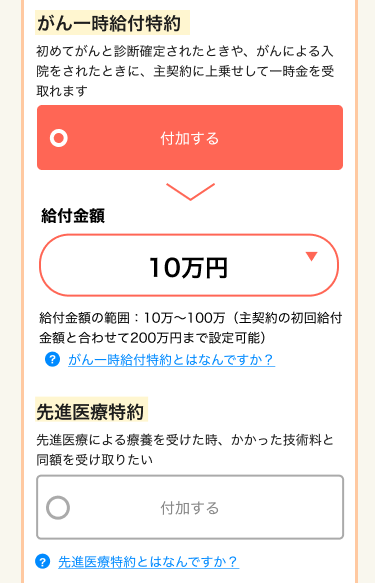 がん一時給付特約
初めてがんと診断確定されたときや、がんによる入
院をされたときに、主契約に上乗せして一時金を受
取れます
付加する
給付金額
10万円
給付金額の範囲：10万〜100万（主契約の初回給付
金額と合わせて200万円まで設定可能）
? がん一時給付特約とはなんですか？
先進医療特約
先進医療による療養を受けた時、かかった技術料と
同額を受け取りたい
付加する
? 先進医療特約とはなんですか？